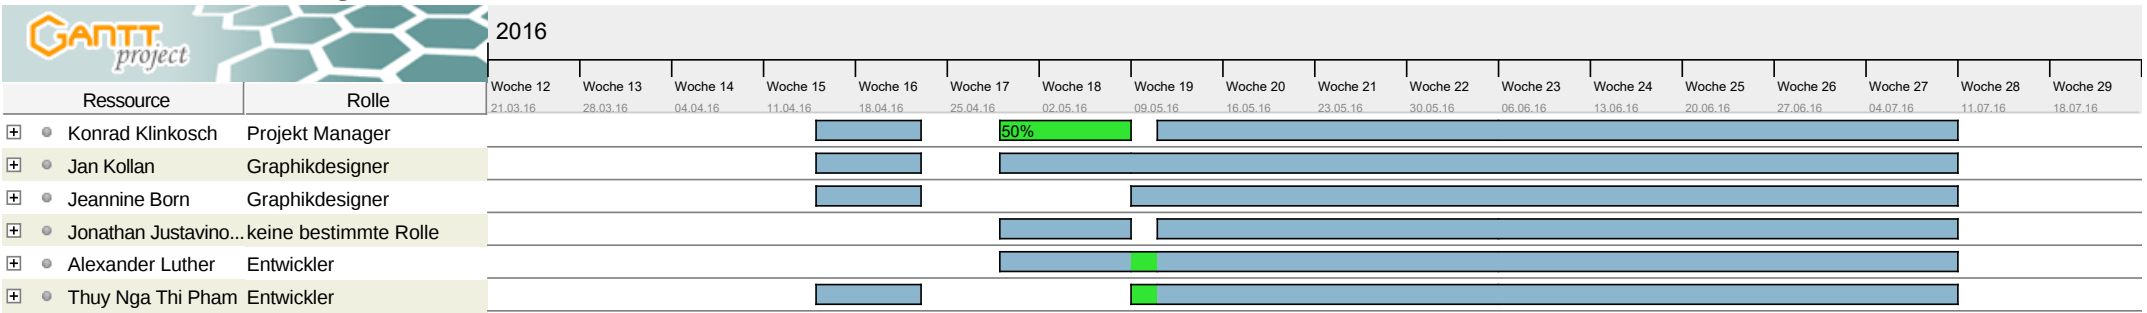 GANTT
project
2016
Woche 12 Woche 13 Woche 14 Woche 15 Woche 16 Woche 17 Woche 18 Woche 19 Woche 20 Woche 21 Woche 22 Woche 23 Woche 24 Woche 25 Woche 26 Woche 27 Woche 28 Woche 29
Ressource Rolle
21.03.16 28.03.16 04.04.16 11.04.16 18.04.16 25.04.16 02.05.16 09.05.16 16.05.16 23.05.16 30.05.16 06.06.16 13.06.16 20.06.16 27.06.16 04.07.16 11.07.16 18.07.16
Konrad Klinkosch Projekt Manager 50%
Jan Kollan Graphikdesigner
Jeannine Born Graphikdesigner
Jonathan Justavino... keine bestimmte Rolle
Alexander Luther Entwickler
Thuy Nga Thi Pham Entwickler